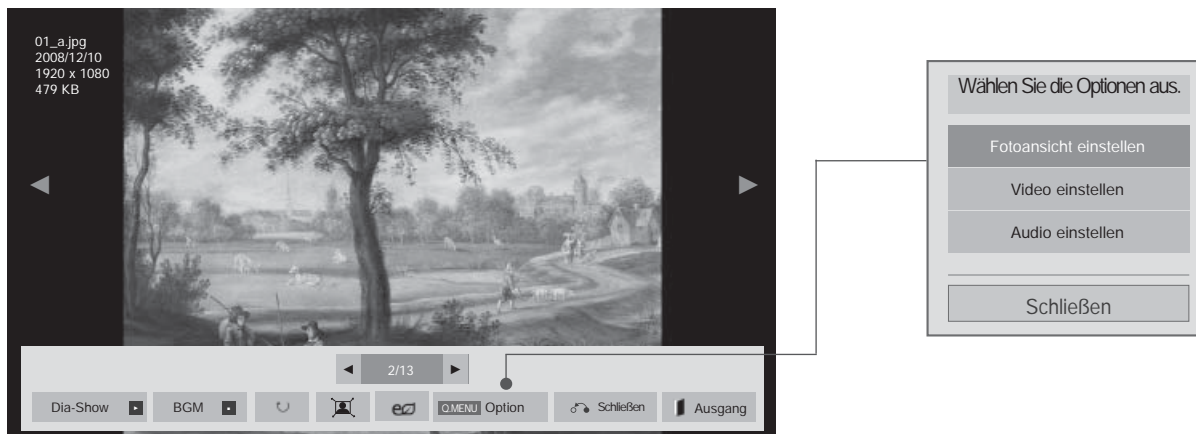 01_a.jpg
2008/12/10
1920 x 1080
479 KB
2/13
Dia-Show
BGM
Q.MENU Option
Schließen
Ausgang
Wählen Sie die Optionen aus.
Fotoansicht einstellen
Video einstellen
Audio einstellen
Schließen